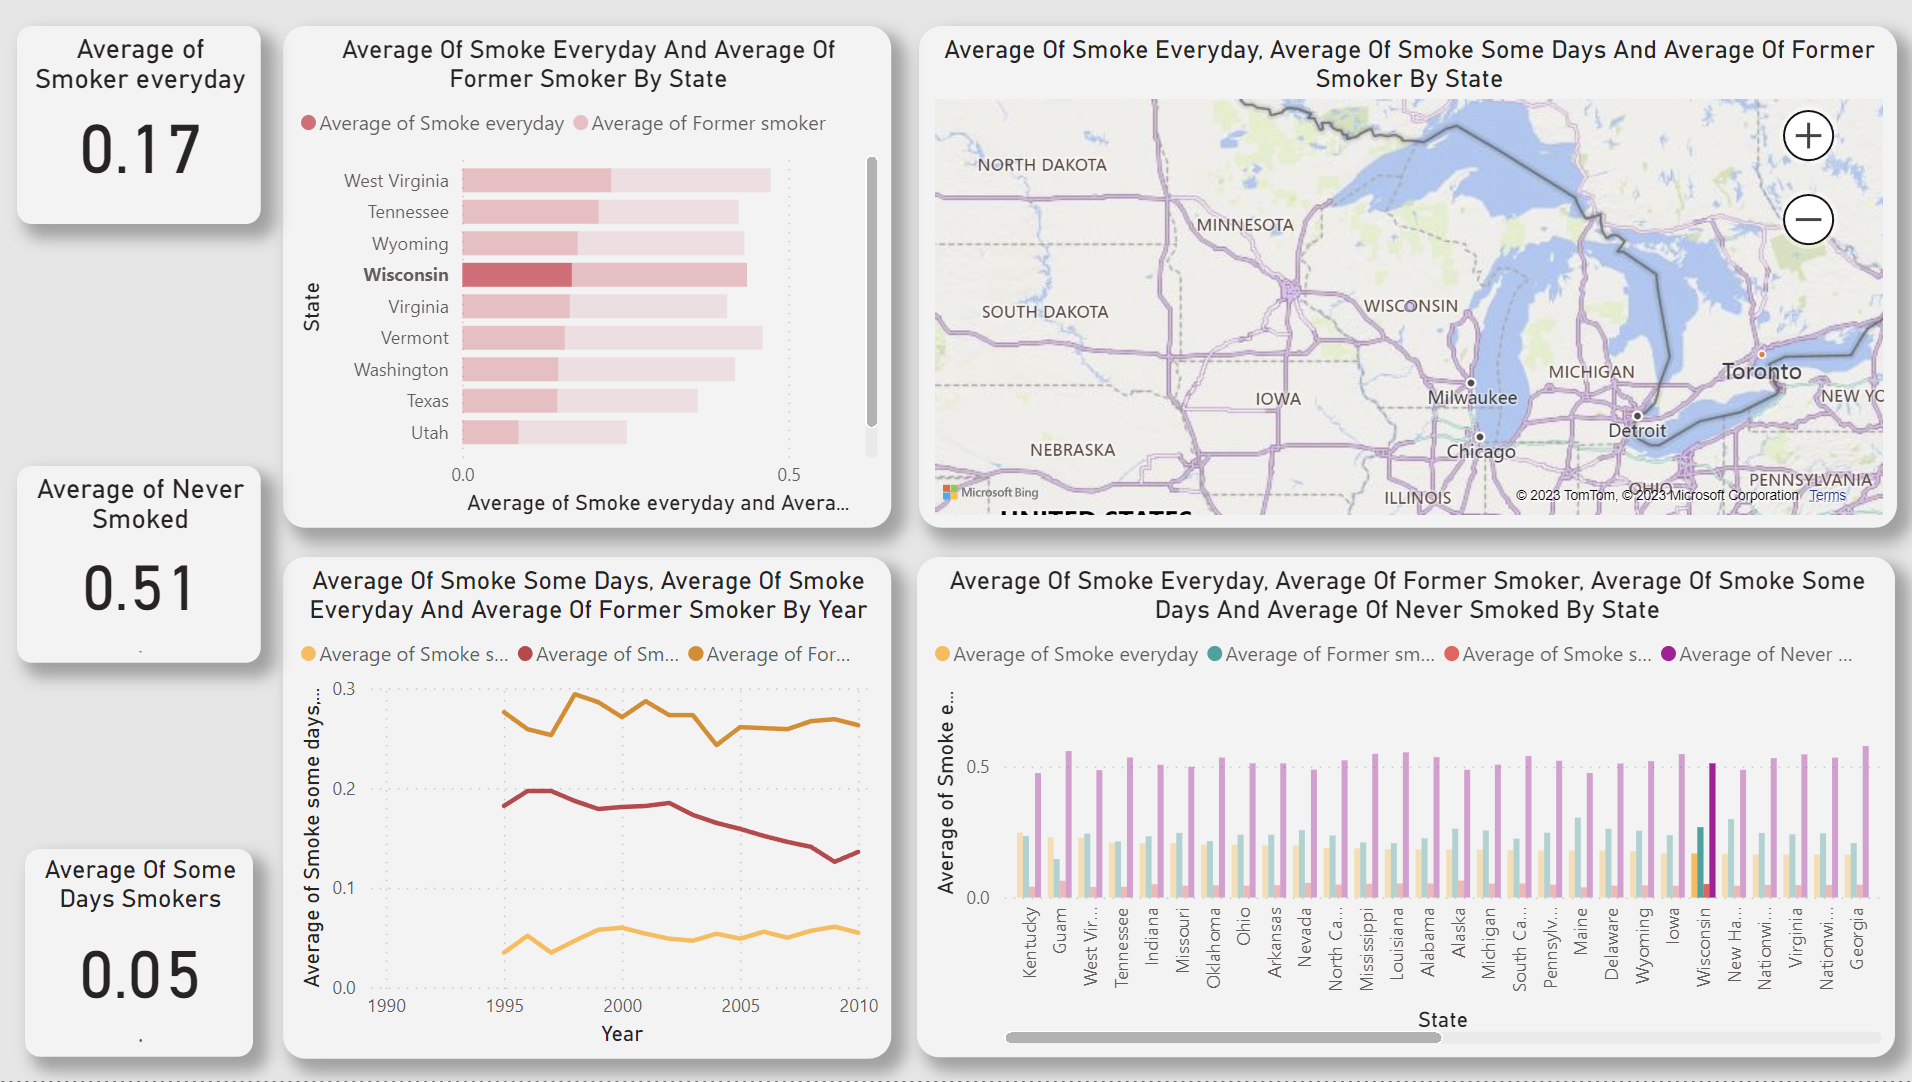 Average of
Smoker everyday
0.17
Average of Never
Smoked
0.51
.
Average Of Some
Days Smokers
0.05
.
Average Of Smoke Everyday And Average Of
Former Smoker By State
Average of Smoke everyday
Average of Former smoker
State
West Virginia
Tennessee
Wyoming
Wisconsin
Virginia
Vermont
Washington
Texas
Utah
0.0
0.5
Average of Smoke everyday and Avera...
Average Of Smoke Everyday, Average Of Smoke Some Days And Average Of Former
Smoker By State
NORTH DAKOTA
MINNESOTA
SOUTH DAKOTA
WISCONSIN
MICHIGAN
Toronto
IOWA
Milwaukee
NEW YO
Detroit
NEBRASKA
Chicago
PENNSYLVANIA
OHIO
ILLINOIS
Microsoft Bing
© 2023 TomTom, © 2023 Microsoft Corporation Terms
UNITED STATES
Average Of Smoke Some Days, Average Of Smoke
Everyday And Average Of Former Smoker By Year
Average of Smoke s...
Average of Sm...
Average of For...
Average of Smoke some days,...
0.3
0.2
0.1
0.0
1990
1995
2000
2005
2010
Year
Average Of Smoke Everyday, Average Of Former Smoker, Average Of Smoke Some
Days And Average Of Never Smoked By State
Average of Smoke everyday
Average of Former sm...
Average of Smoke s...
Average of Never ...
Average of Smoke e...
0.5
0.0
Kentucky
Guam
West Vir...
Tennessee
Indiana
Missouri
Oklahoma
Ohio
Arkansas
Nevada
North Ca...
Mississippi
Louisiana
Alabama
Alaska
Michigan
South Ca...
Pennsylv...
Maine
Delaware
Wyoming
Iowa
Wisconsin
New Ha...
Nationwi...
Virginia
Nationwi...
Georgia
State